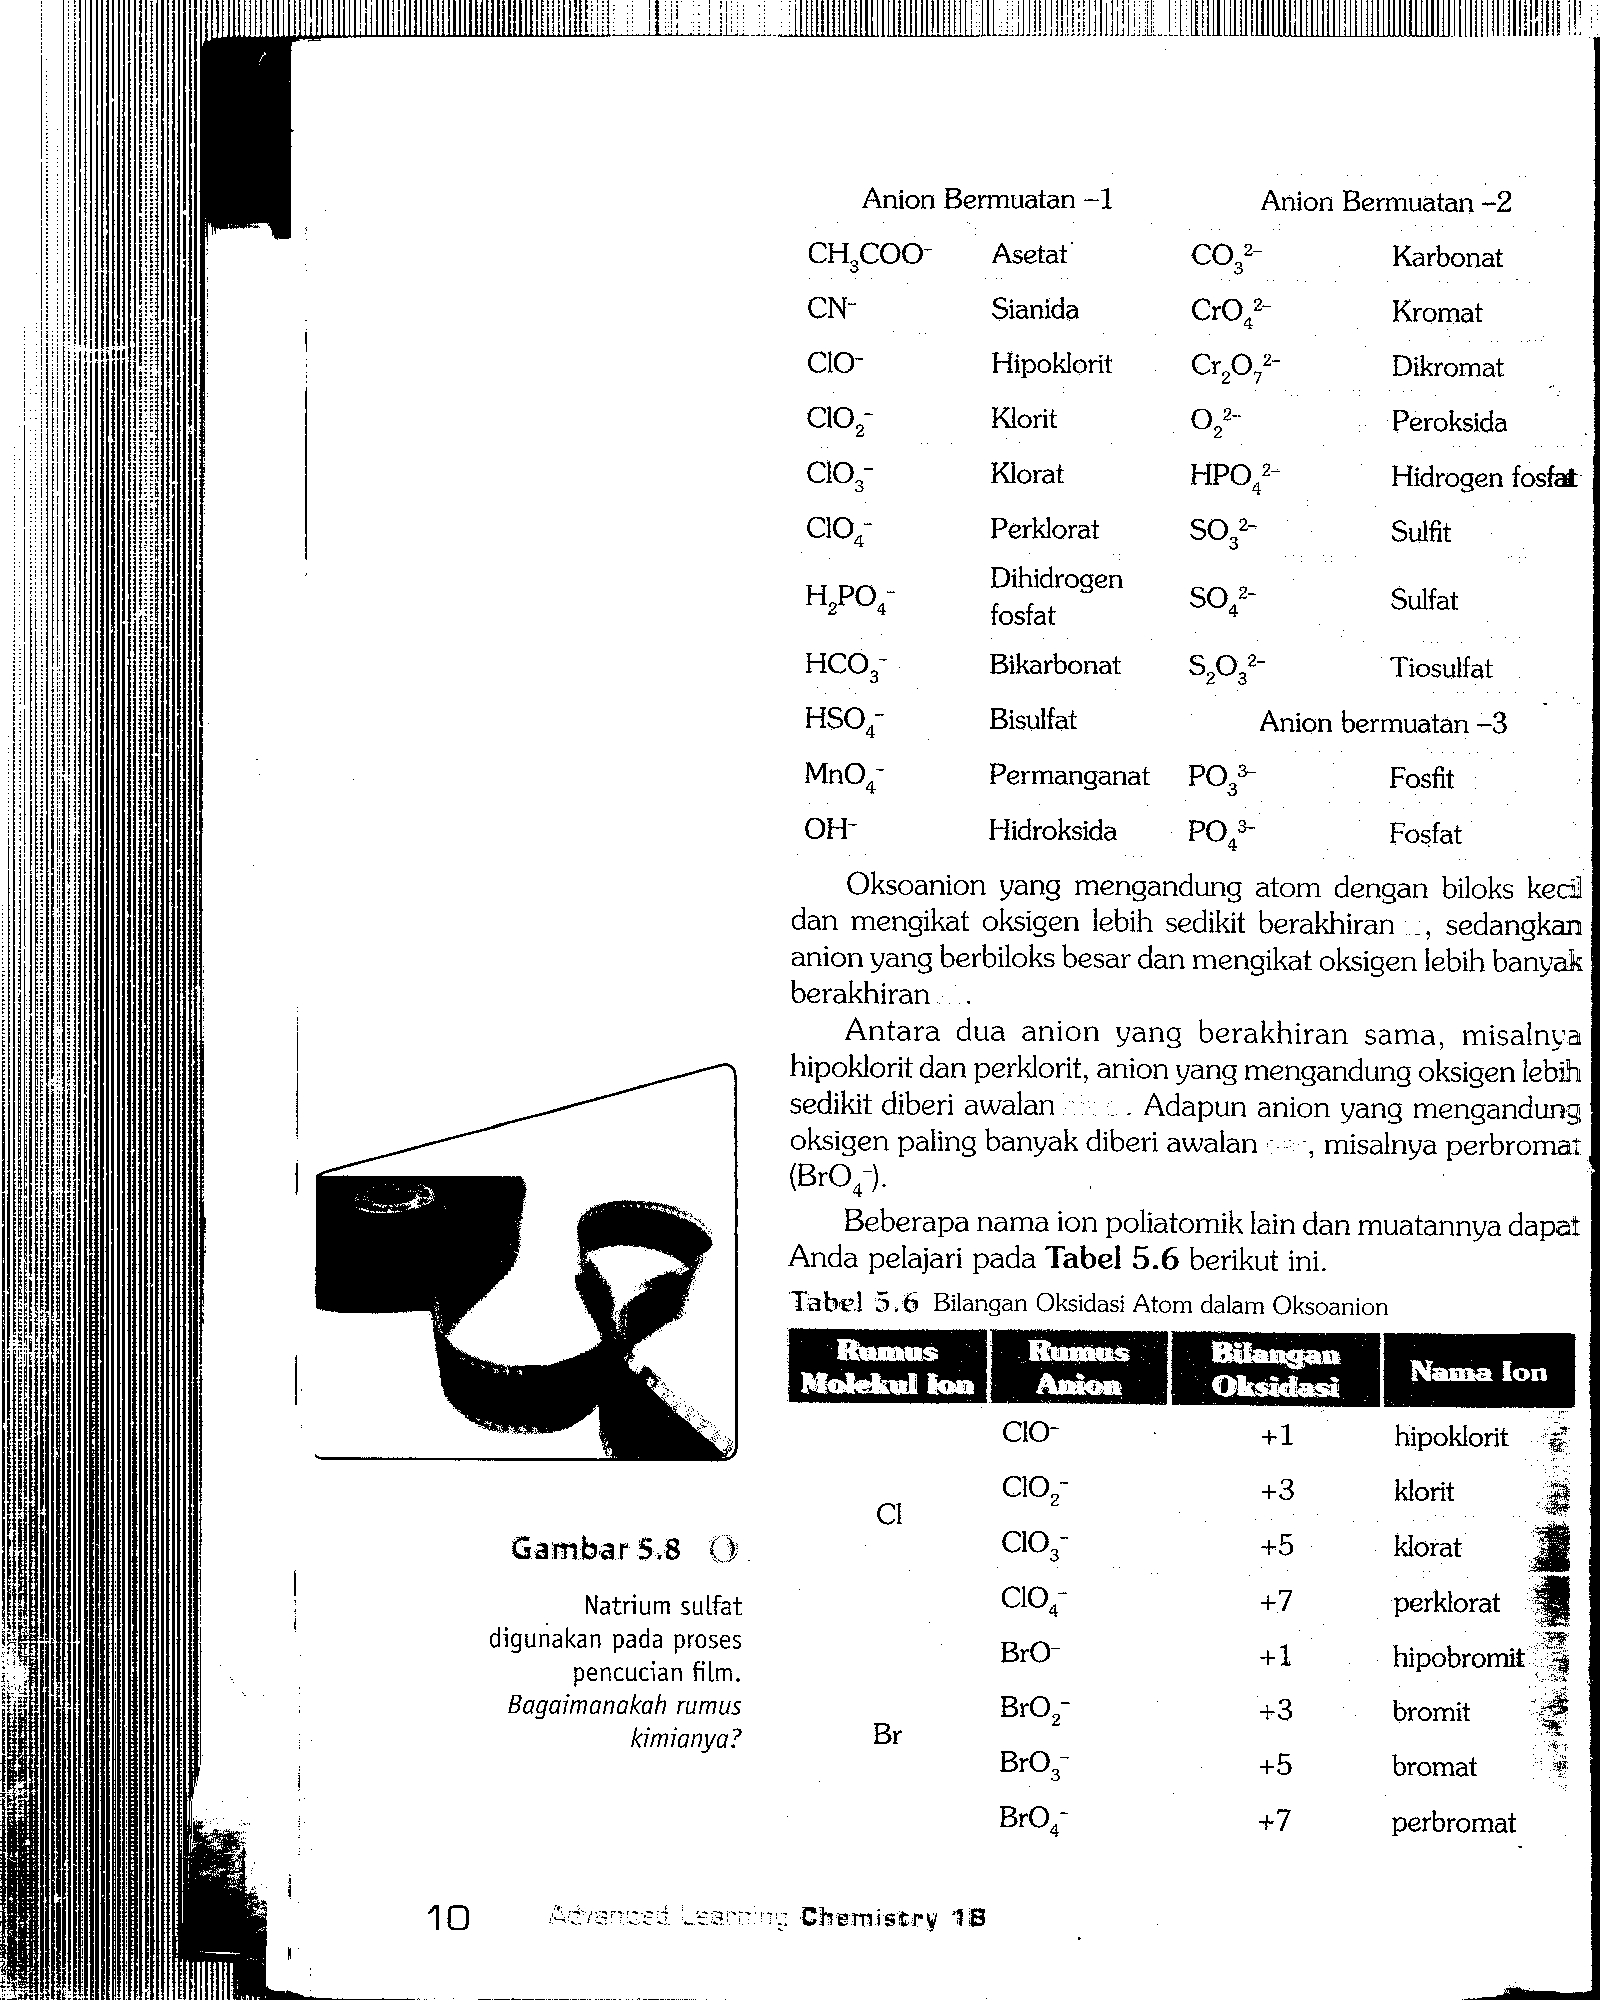 Anion Bermuatan –1 Anion Bermuatan –2
CH₃COO⁻ Asetat CO₃²⁻ Karbonat
CN⁻ Sianida CrO₄²⁻ Kromat
ClO⁻ Hipoklorit Cr₂O₇²⁻ Dikromat
ClO₂⁻ Klorit O₂²⁻ Peroksida
ClO₃⁻ Klorat HPO₄²⁻ Hidrogen fosfat
ClO₄⁻ Perklorat SO₃²⁻ Sulfit
H₂PO₄⁻ Dihidrogen fosfat SO₄²⁻ Sulfat
HCO₃⁻ Bikarbonat S₂O₃²⁻ Tiosulfat
HSO₄⁻ Bisulfat Anion bermuatan –3
MnO₄⁻ Permanganat PO₃³⁻ Fosfit
OH⁻ Hidroksida PO₄³⁻ Fosfat
Oksoanion yang mengandung atom dengan biloks kecil
dan mengikat oksigen lebih sedikit berakhiran , sedangkan
anion yang berbiloks besar dan mengikat oksigen lebih banyak
berakhiran .
Antara dua anion yang berakhiran sama, misalnya
hipoklorit dan perklorit, anion yang mengandung oksigen lebih
sedikit diberi awalan . Adapun anion yang mengandung
oksigen paling banyak diberi awalan , misalnya perbromat
(BrO₄⁻).
Beberapa nama ion poliatomik lain dan muatannya dapat
Anda pelajari pada Tabel 5.6 berikut ini.
Tabel 5.6 Bilangan Oksidasi Atom dalam Oksoanion
Rumus Molekul Ion Rumus Anion Bilangan Oksidasi Nama Ion
Cl
ClO⁻ +1 hipoklorit
ClO₂⁻ +3 klorit
ClO₃⁻ +5 klorat
ClO₄⁻ +7 perklorat
Br
BrO⁻ +1 hipobromit
BrO₂⁻ +3 bromit
BrO₃⁻ +5 bromat
BrO₄⁻ +7 perbromat
Gambar 5.8
Natrium sulfat
digunakan pada proses
pencucian film.
Bagaimanakah rumus
kimianya?
10 Advanced Learning Chemistry 1B